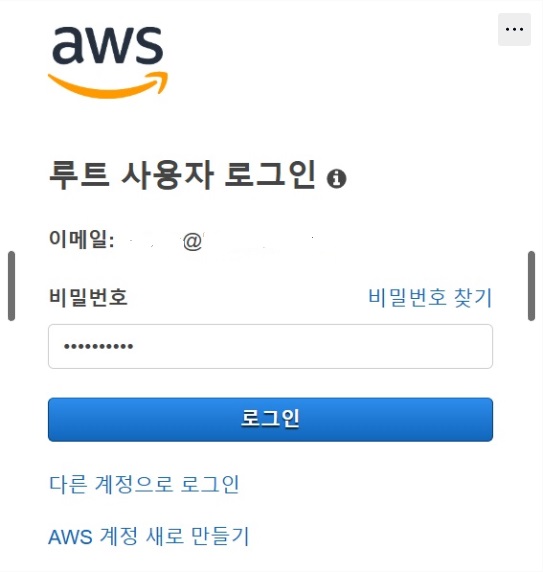 aws
루트 사용자 로그인
이메일: @
비밀번호
비밀번호 찾기
••••••••••
로그인
다른 계정으로 로그인
AWS 계정 새로 만들기